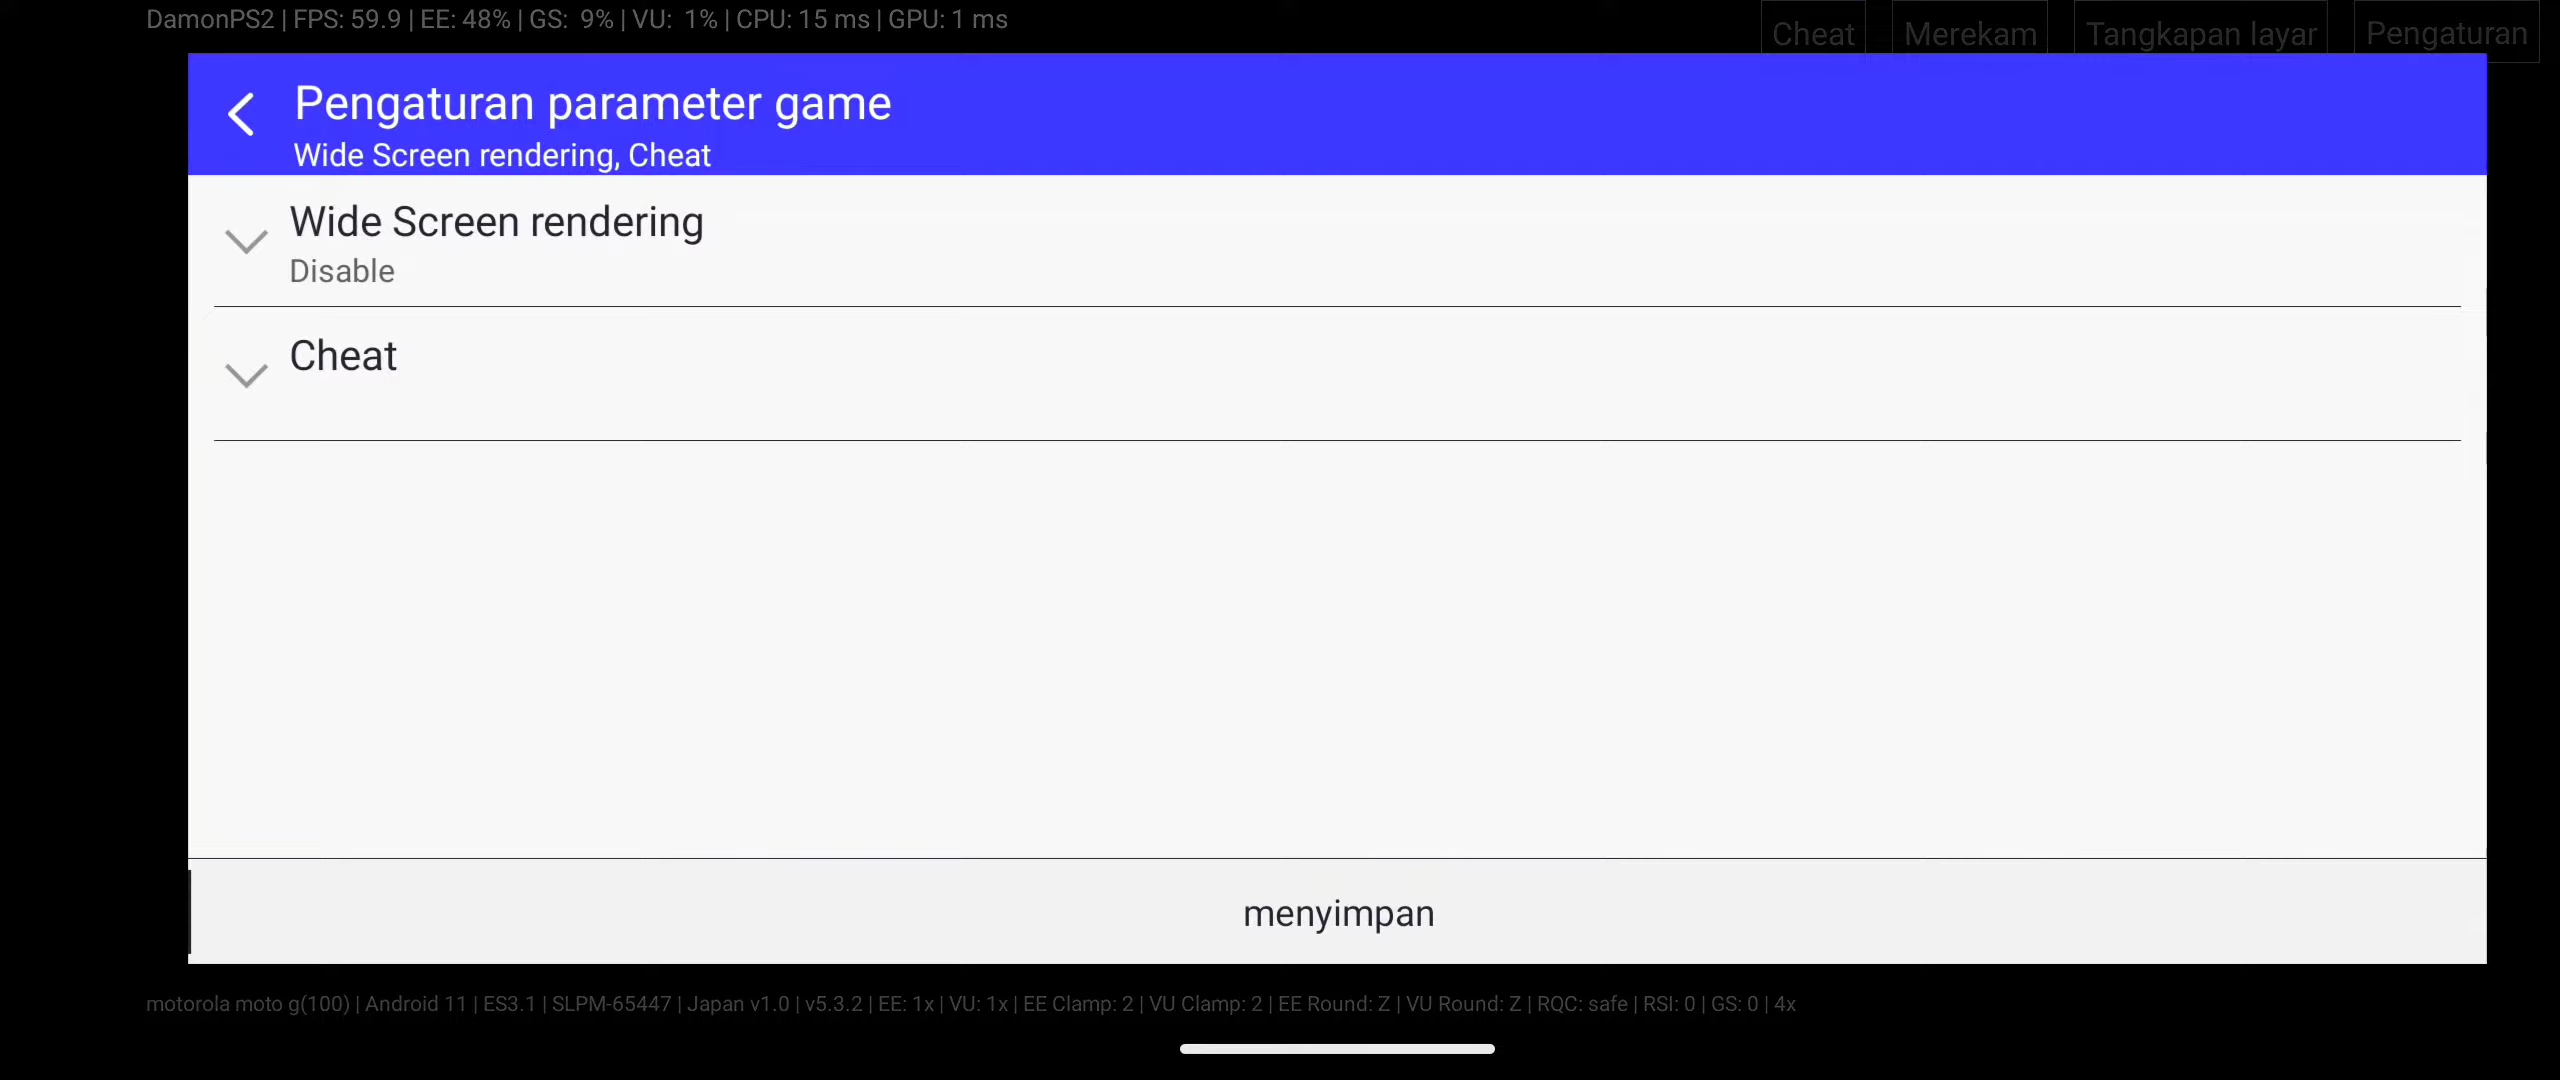 DamonPS2 | FPS: 59.9 | EE: 48% | GS:  9% | VU:  1% | CPU: 15 ms | GPU: 1 ms
Cheat
Merekam
Tangkapan layar
Pengaturan
Pengaturan parameter game
Wide Screen rendering, Cheat
Wide Screen rendering
Disable
Cheat
menyimpan
motorola moto g(100) | Android 11 | ES3.1 | SLPM-65447 | Japan v1.0 | v5.3.2 | EE: 1x | VU: 1x | EE Clamp: 2 | VU Clamp: 2 | EE Round: Z | VU Round: Z | RQC: safe | RSI: 0 | GS: 0 | 4x